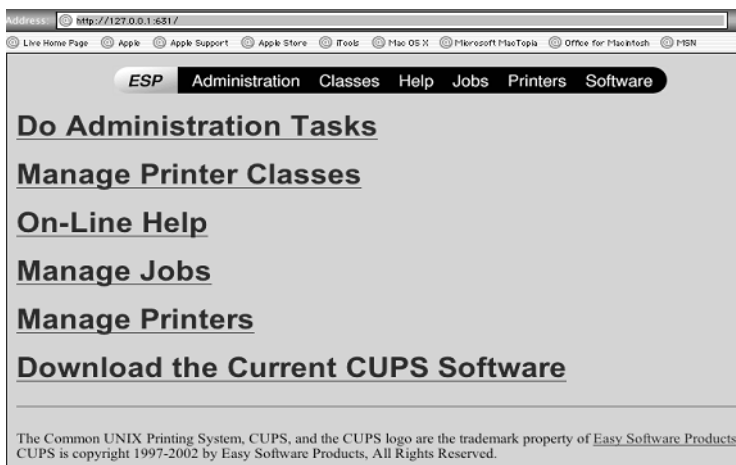 Address: http://127.0.0.1:631/
Live Home Page Apple Apple Support Apple Store iTools Mac OS X Microsoft MacTopia Office for Macintosh MSN
ESP Administration Classes Help Jobs Printers Software
Do Administration Tasks
Manage Printer Classes
On-Line Help
Manage Jobs
Manage Printers
Download the Current CUPS Software
The Common UNIX Printing System, CUPS, and the CUPS logo are the trademark property of Easy Software Products
CUPS is copyright 1997-2002 by Easy Software Products, All Rights Reserved.